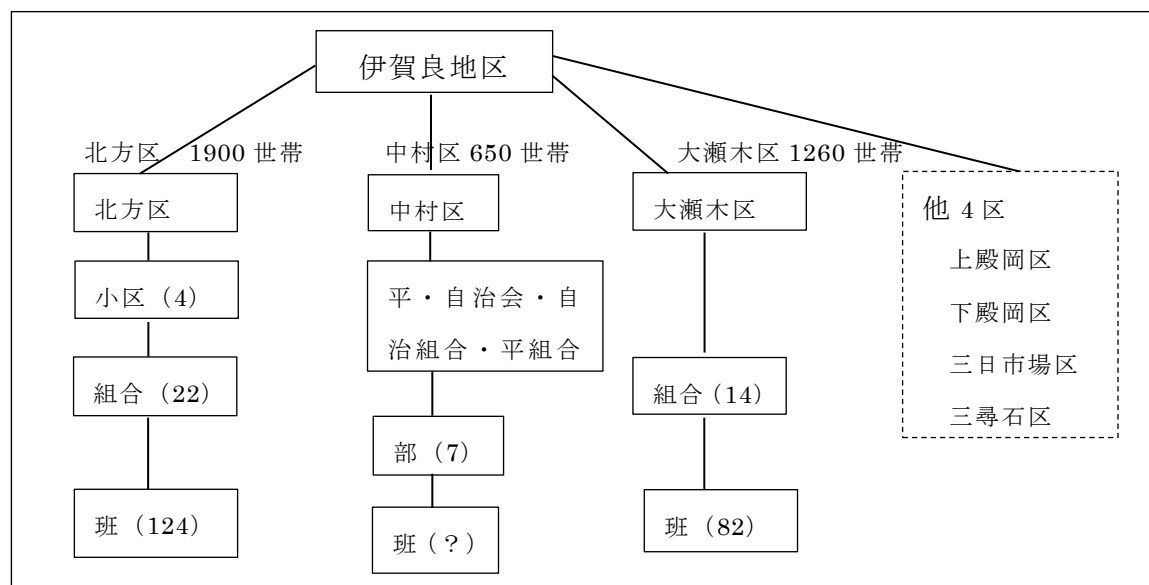 伊賀良地区
北方区　1900 世帯
中村区 650 世帯
大瀬木区 1260 世帯
北方区
中村区
大瀬木区
他 4 区
上殿岡区
下殿岡区
三日市場区
三尋石区
小区（4）
平・自治会・自
治組合・平組合
組合（22）
組合（14）
部（7）
班（124）
班（？）
班（82）